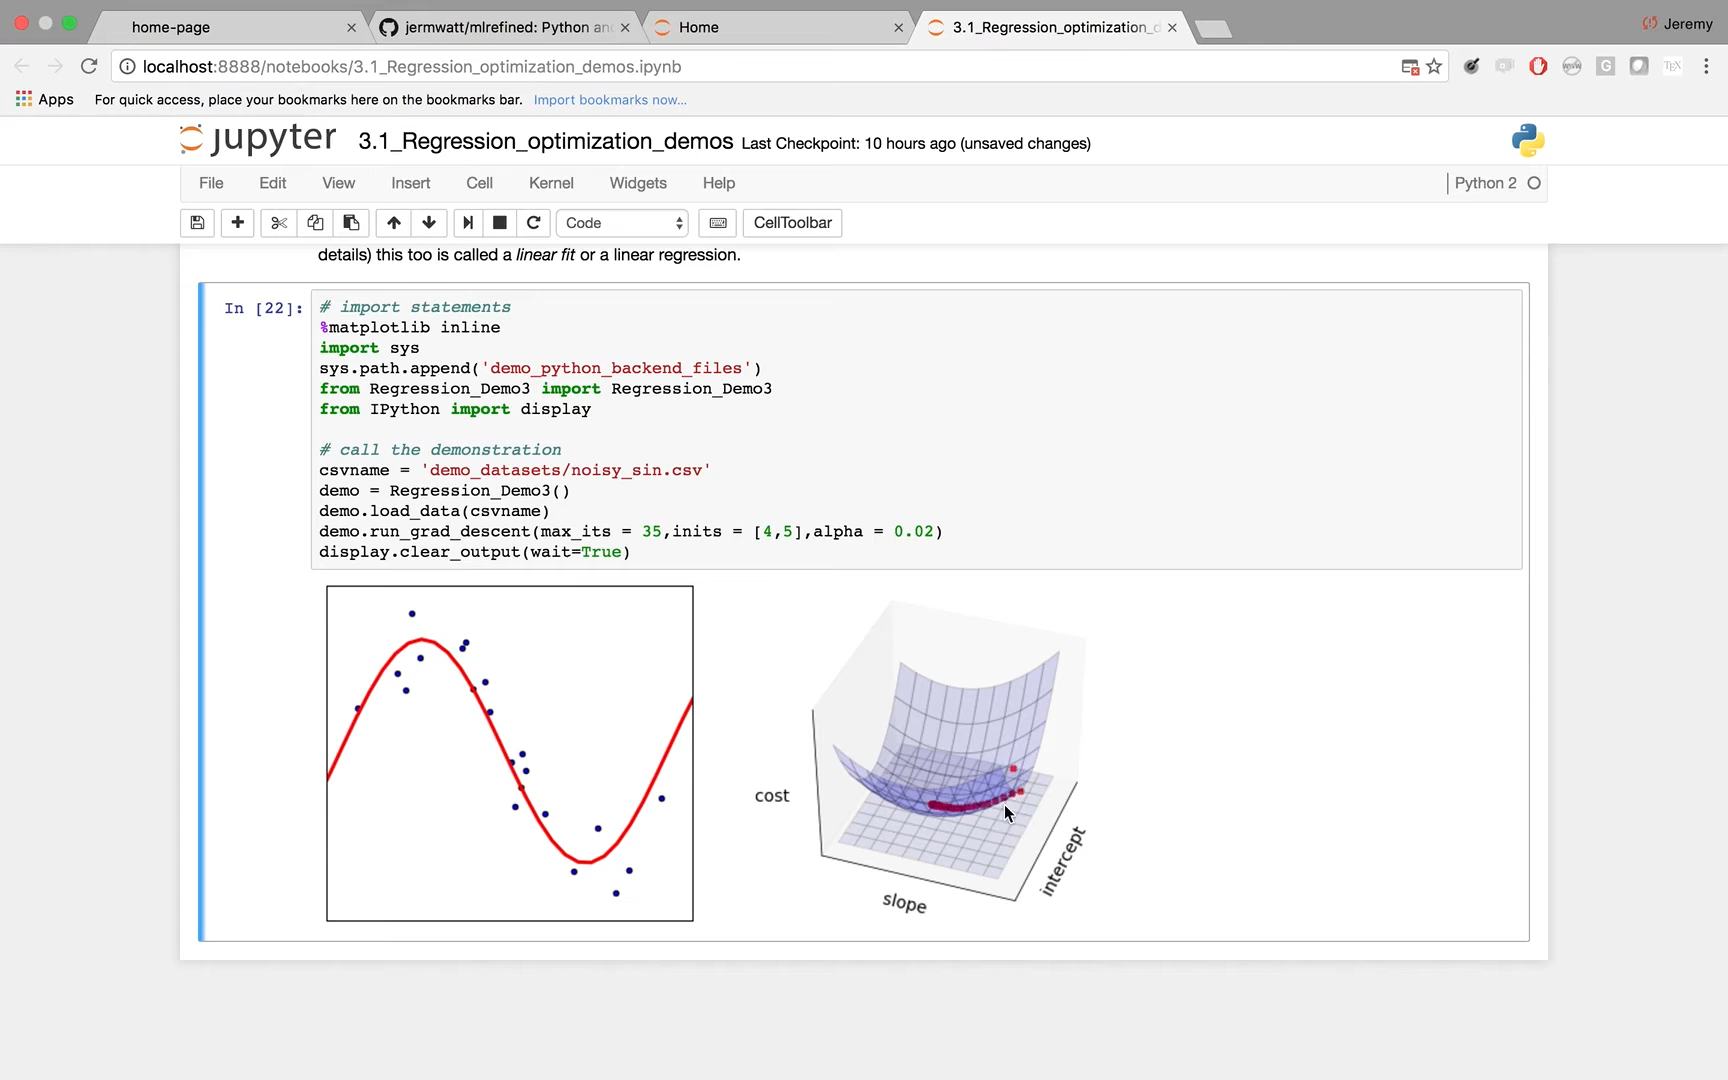 home-page
jermwatt/mlrefined: Python an
Home
3.1_Regression_optimization_d
Jeremy
localhost:8888/notebooks/3.1_Regression_optimization_demos.ipynb
Apps
For quick access, place your bookmarks here on the bookmarks bar. Import bookmarks now...
jupyter 3.1_Regression_optimization_demos Last Checkpoint: 10 hours ago (unsaved changes)
File Edit View Insert Cell Kernel Widgets Help Python 2
Code CellToolbar
details) this too is called a linear fit or a linear regression.
In [22]: # import statements
%matplotlib inline
import sys
sys.path.append('demo_python_backend_files')
from Regression_Demo3 import Regression_Demo3
from IPython import display
# call the demonstration
csvname = 'demo_datasets/noisy_sin.csv'
demo = Regression_Demo3()
demo.load_data(csvname)
demo.run_grad_descent(max_its = 35,inits = [4,5],alpha = 0.02)
display.clear_output(wait=True)
cost
slope
intercept